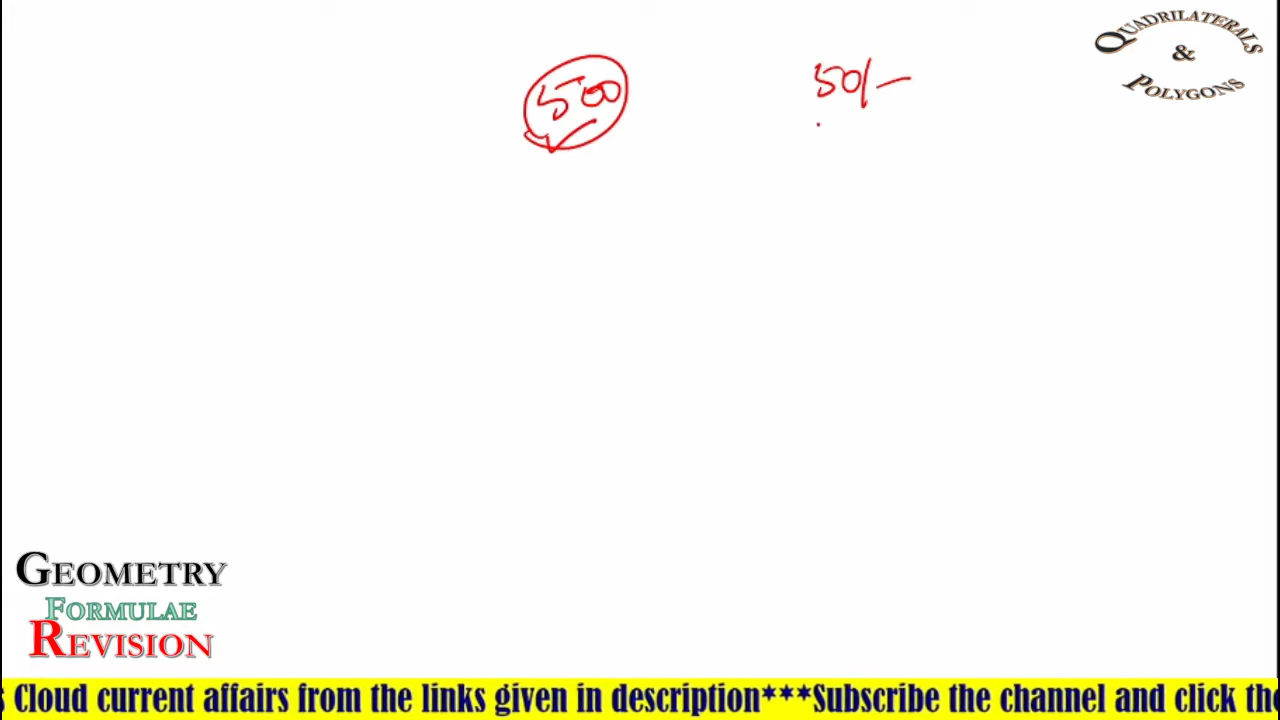 500 50/-
QUADRILATERALS
&
POLYGONS
GEOMETRY
FORMULAE
REVISION
s Cloud current affairs from the links given in description***Subscribe the channel and click the